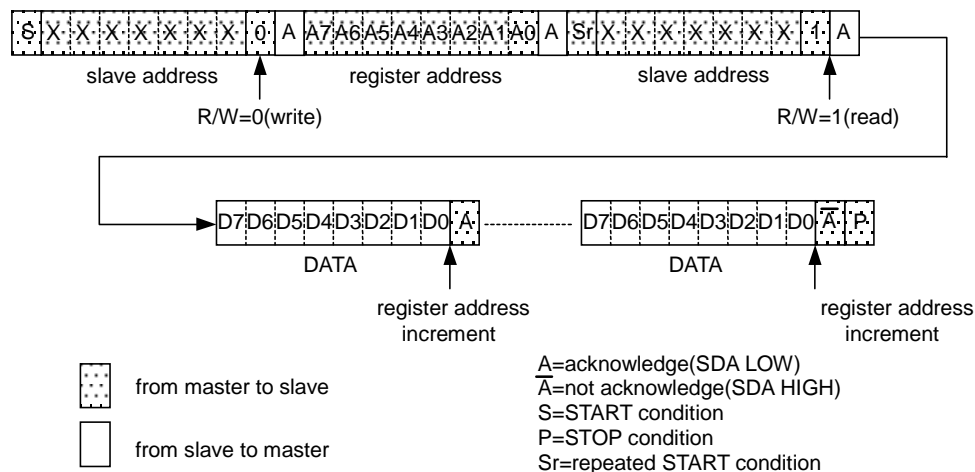 S X X X X X X X 0 A A7 A6 A5 A4 A3 A2 A1 A0 A Sr X X X X X X X 1 A
slave address register address slave address
R/W=0(write) R/W=1(read)
D7 D6 D5 D4 D3 D2 D1 D0 A D7 D6 D5 D4 D3 D2 D1 D0 A̅ P
DATA DATA
register address register address
increment increment
from master to slave
from slave to master
A=acknowledge(SDA LOW)
A̅=not acknowledge(SDA HIGH)
S=START condition
P=STOP condition
Sr=repeated START condition